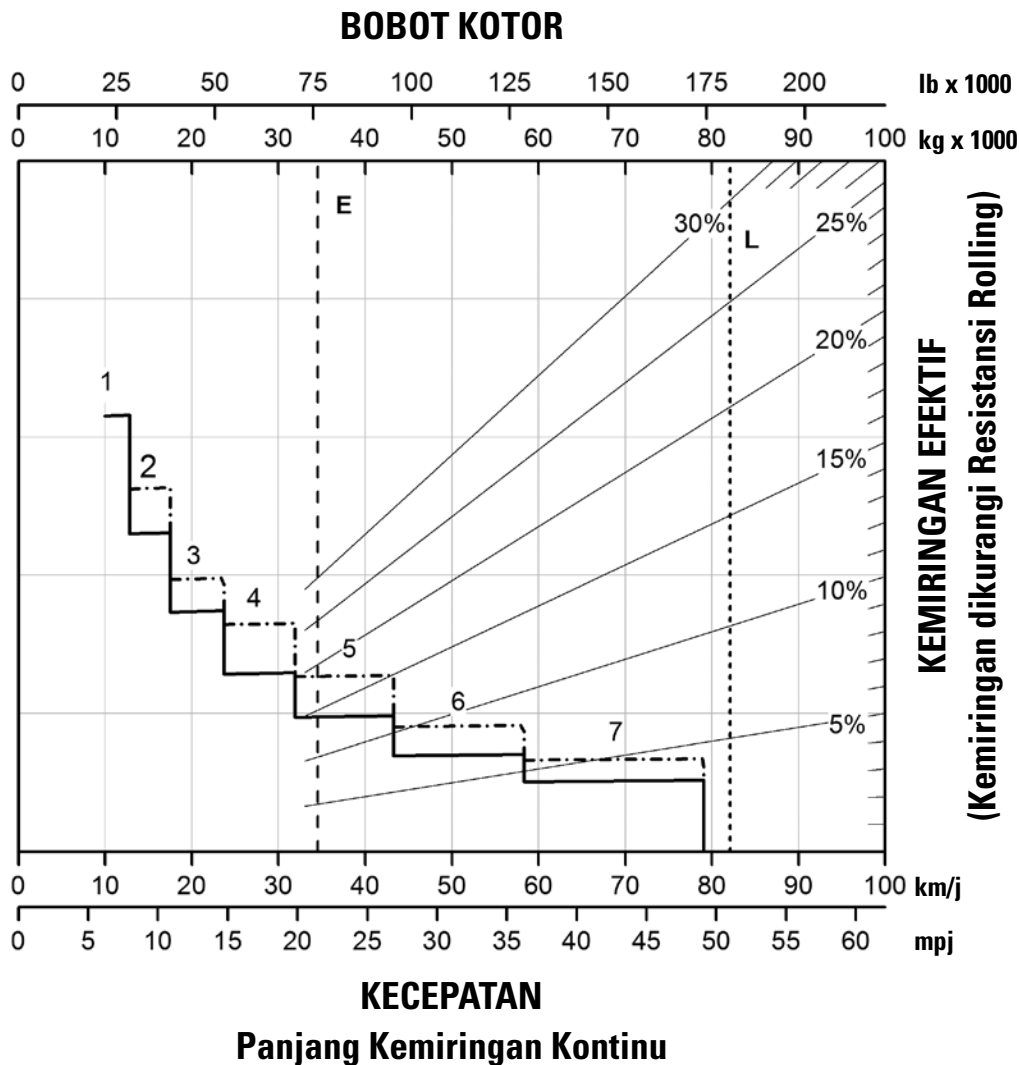 BOBOT KOTOR
0 25 50 75 100 125 150 175 200 lb x 1000
0 10 20 30 40 50 60 70 80 90 100 kg x 1000
E
30%
L
25%
20%
15%
10%
5%
1
2
3
4
5
6
7
KEMIRINGAN EFEKTIF
(Kemiringan dikurangi Resistansi Rolling)
0 10 20 30 40 50 60 70 80 90 100 km/j
0 5 10 15 20 25 30 35 40 45 50 55 60 mpj
KECEPATAN
Panjang Kemiringan Kontinu